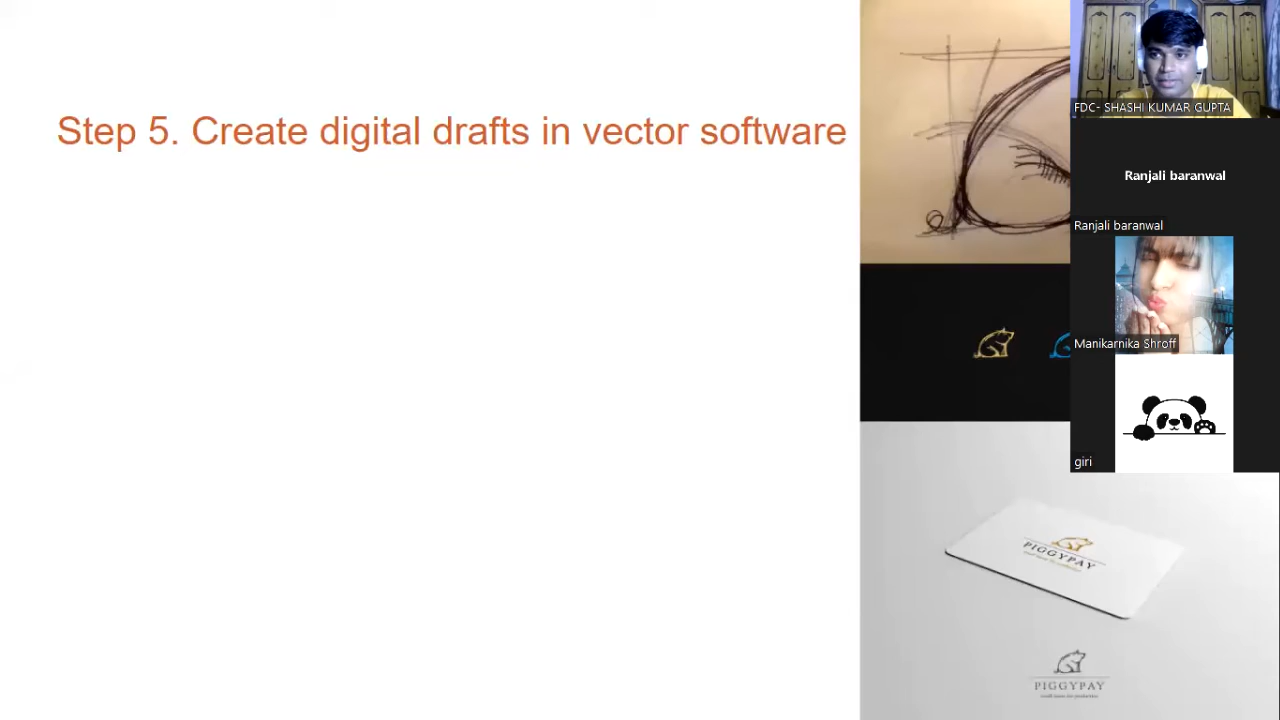 Step 5. Create digital drafts in vector software
FDC- SHASHI KUMAR GUPTA
Ranjali baranwal
Ranjali baranwal
Manikarnika Shroff
giri
PIGGYPAY
PIGGYPAY